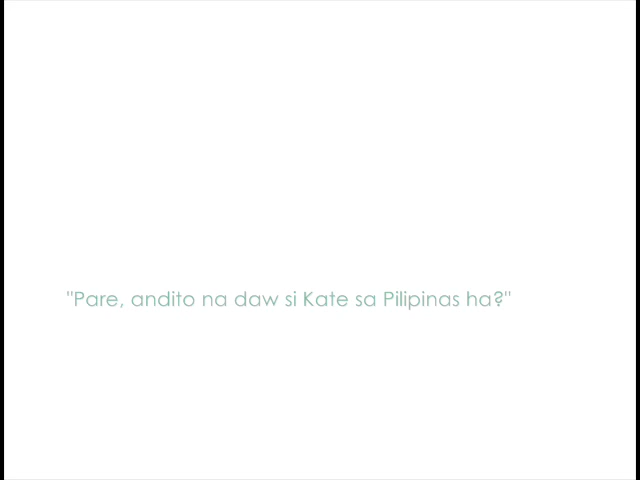 "Pare, andito na daw si Kate sa Pilipinas ha?"